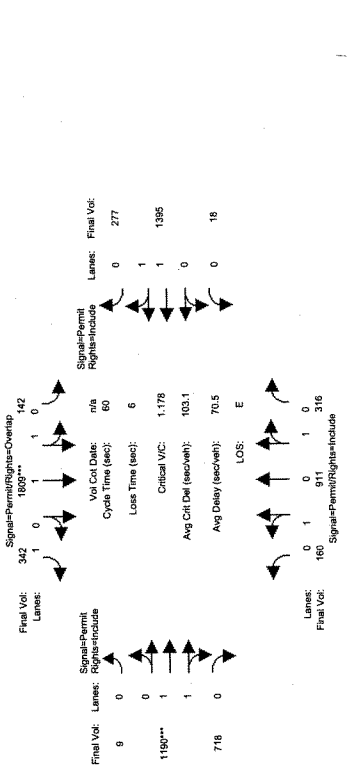 Signal=Permit/Rights=Overlap
Final Vol: 342 1809*** 142
Lanes: 1 0 1 1 0
Signal=Permit
Rights=Include
Final Vol: Lanes:
9 0
0
1190*** 1
1
718 0
Vol Cnt Date: n/a
Cycle Time (sec): 60
Loss Time (sec): 6
Critical V/C: 1.178
Avg Crit Del (sec/veh): 103.1
Avg Delay (sec/veh): 70.5
LOS: E
Signal=Permit
Rights=Include
Lanes: Final Vol:
0 277
1
1 1395
0
0 18
Lanes: 0 1 0 1 0
Final Vol: 160 911 316
Signal=Permit/Rights=Include